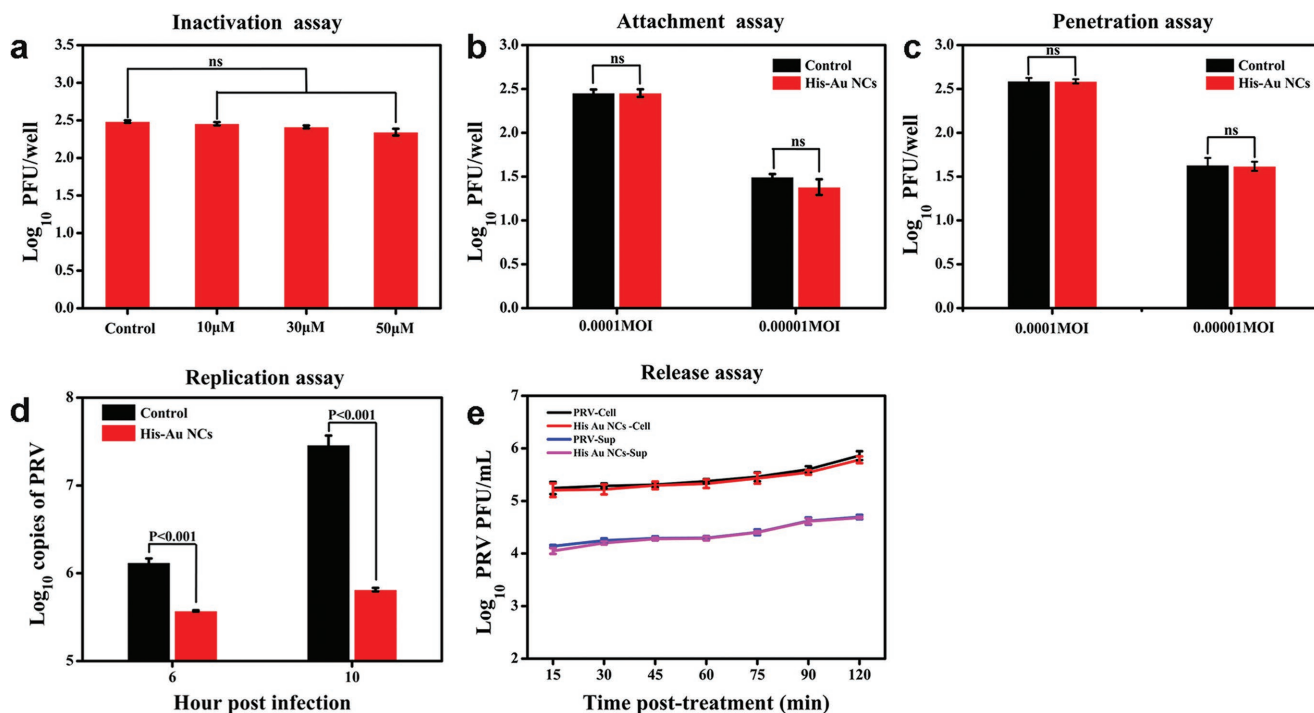 a
Inactivation assay
Log10 PFU/well
3.0
2.5
2.0
1.5
1.0
0.5
0.0
ns
Control
10μM
30μM
50μM
b
Attachment assay
Log10 PFU/well
3.0
2.5
2.0
1.5
1.0
0.5
0.0
ns
ns
Control
His-Au NCs
0.0001MOI
0.00001MOI
c
Penetration assay
Log10 PFU/well
3.0
2.5
2.0
1.5
1.0
0.5
0.0
ns
ns
Control
His-Au NCs
0.0001MOI
0.00001MOI
d
Replication assay
Log10 copies of PRV
8
7
6
5
Control
His-Au NCs
P<0.001
P<0.001
6
10
Hour post infection
e
Release assay
Log10 PRV PFU/mL
7
6
5
4
3
2
PRV-Cell
His Au NCs -Cell
PRV-Sup
His Au NCs-Sup
15
30
45
60
75
90
120
Time post-treatment (min)